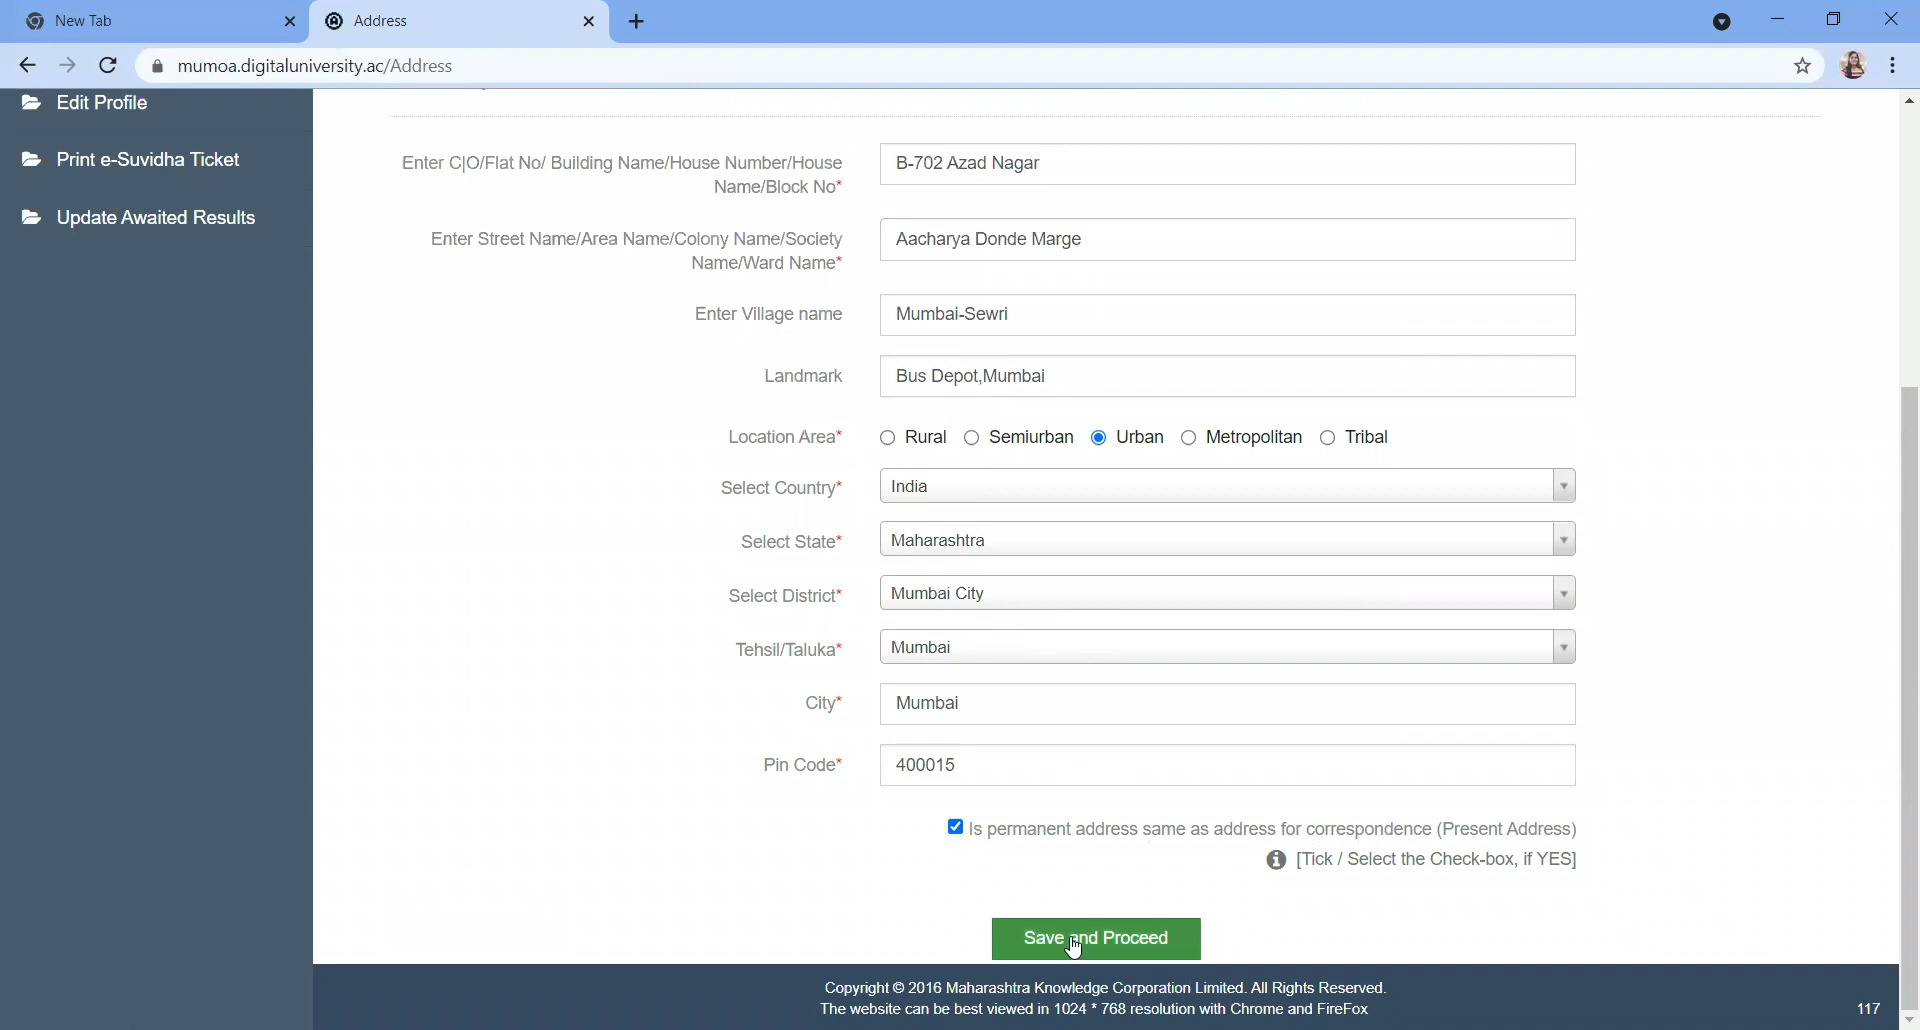 New Tab
Address
mumoa.digitaluniversity.ac/Address
Edit Profile
Print e-Suvidha Ticket
Update Awaited Results
Enter C|O/Flat No/ Building Name/House Number/House
Name/Block No*
B-702 Azad Nagar
Enter Street Name/Area Name/Colony Name/Society
Name/Ward Name*
Aacharya Donde Marge
Enter Village name
Mumbai-Sewri
Landmark
Bus Depot,Mumbai
Location Area* Rural Semiurban Urban Metropolitan Tribal
Select Country* India
Select State* Maharashtra
Select District* Mumbai City
Tehsil/Taluka* Mumbai
City* Mumbai
Pin Code* 400015
Is permanent address same as address for correspondence (Present Address)
[Tick / Select the Check-box, if YES]
Save and Proceed
Copyright © 2016 Maharashtra Knowledge Corporation Limited. All Rights Reserved.
The website can be best viewed in 1024 * 768 resolution with Chrome and FireFox
117